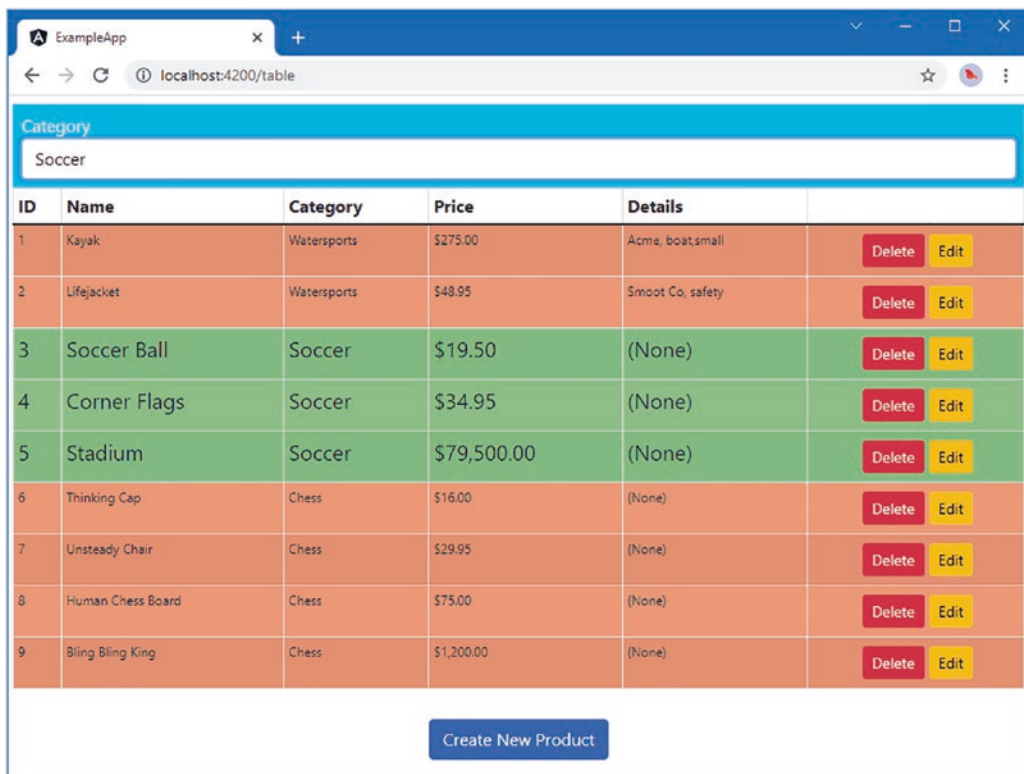 ExampleApp
localhost:4200/table
Category
Soccer
ID Name Category Price Details
1 Kayak Watersports $275.00 Acme, boat,small Delete Edit
2 Lifejacket Watersports $48.95 Smoot Co, safety Delete Edit
3 Soccer Ball Soccer $19.50 (None) Delete Edit
4 Corner Flags Soccer $34.95 (None) Delete Edit
5 Stadium Soccer $79,500.00 (None) Delete Edit
6 Thinking Cap Chess $16.00 (None) Delete Edit
7 Unsteady Chair Chess $29.95 (None) Delete Edit
8 Human Chess Board Chess $75.00 (None) Delete Edit
9 Bling Bling King Chess $1,200.00 (None) Delete Edit
Create New Product